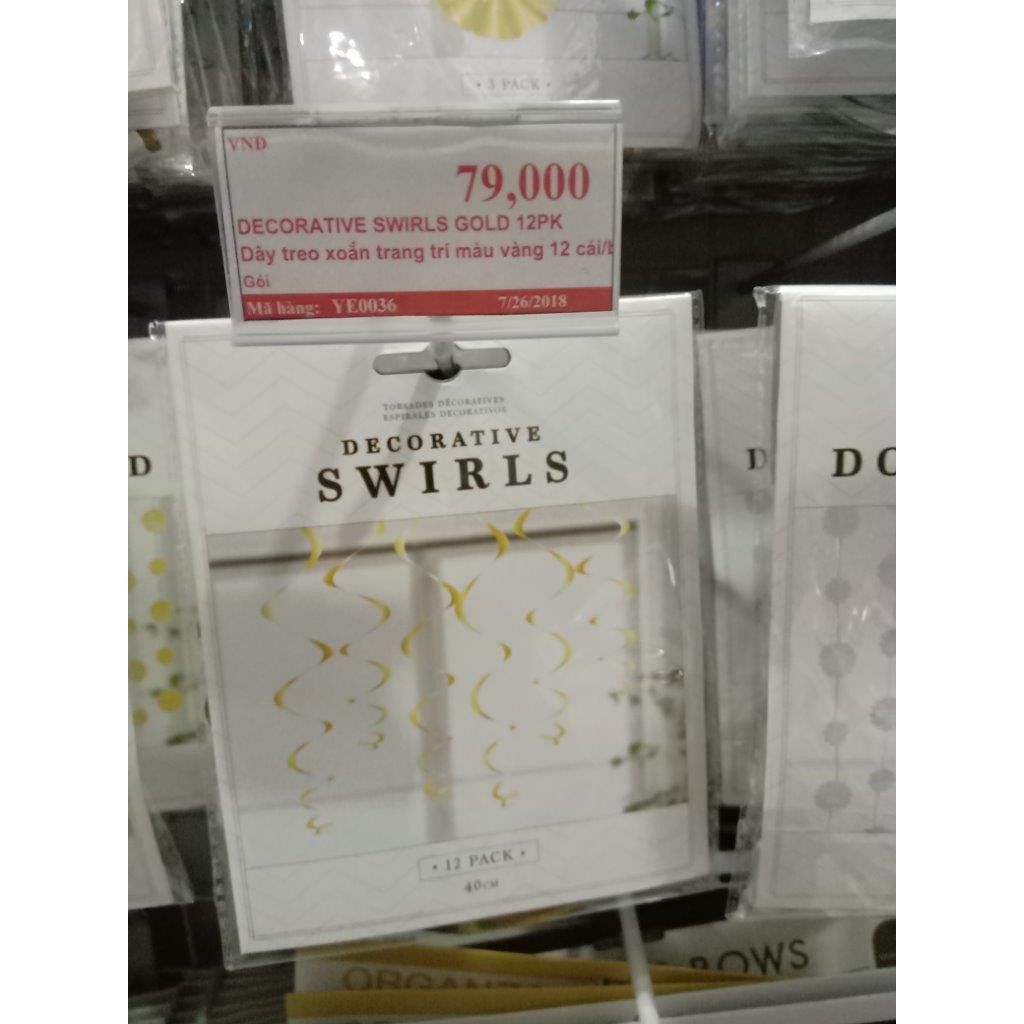 • 3 PACK •
VNĐ
79,000
DECORATIVE SWIRLS GOLD 12PK
Dây treo xoắn trang trí màu vàng 12 cái/b
Gói
Mã hàng: YE0036 7/26/2018
TORSADES DÉCORATIVES
ESPIRALES DECORATIVOS
DECORATIVE
SWIRLS
D
D
DO
• 12 PACK •
40CM
BOWS